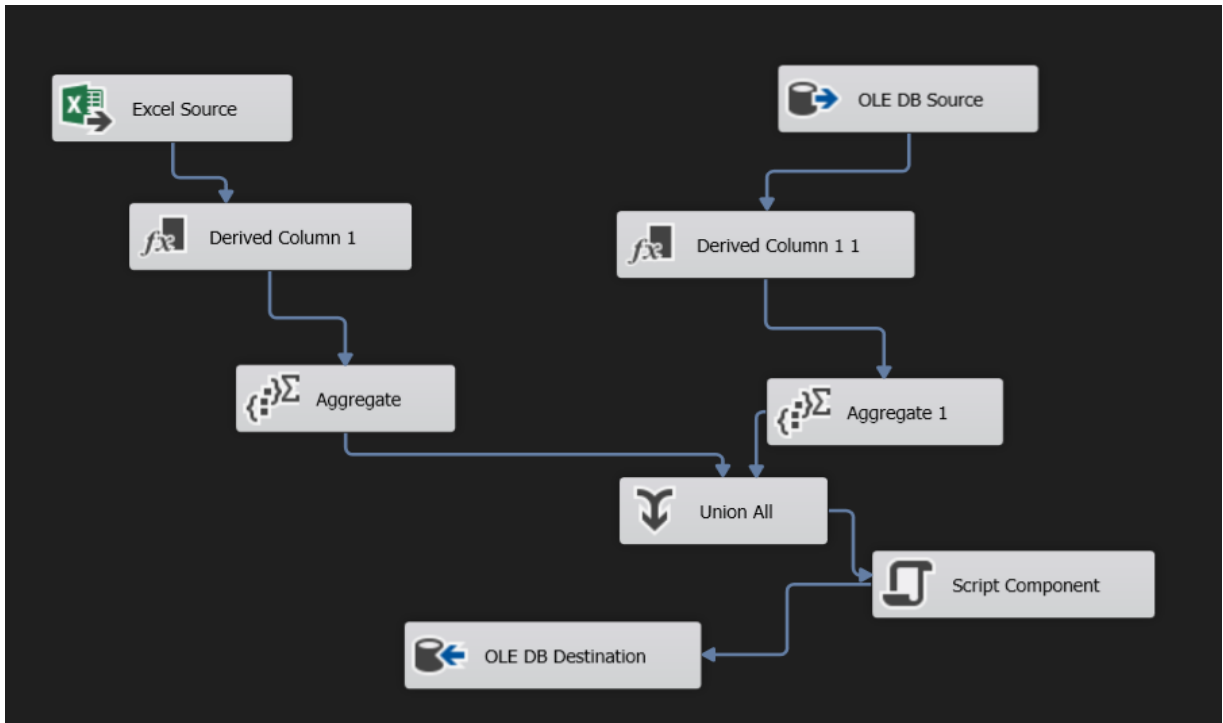 Excel Source
OLE DB Source
Derived Column 1
Derived Column 1 1
Aggregate
Aggregate 1
Union All
Script Component
OLE DB Destination